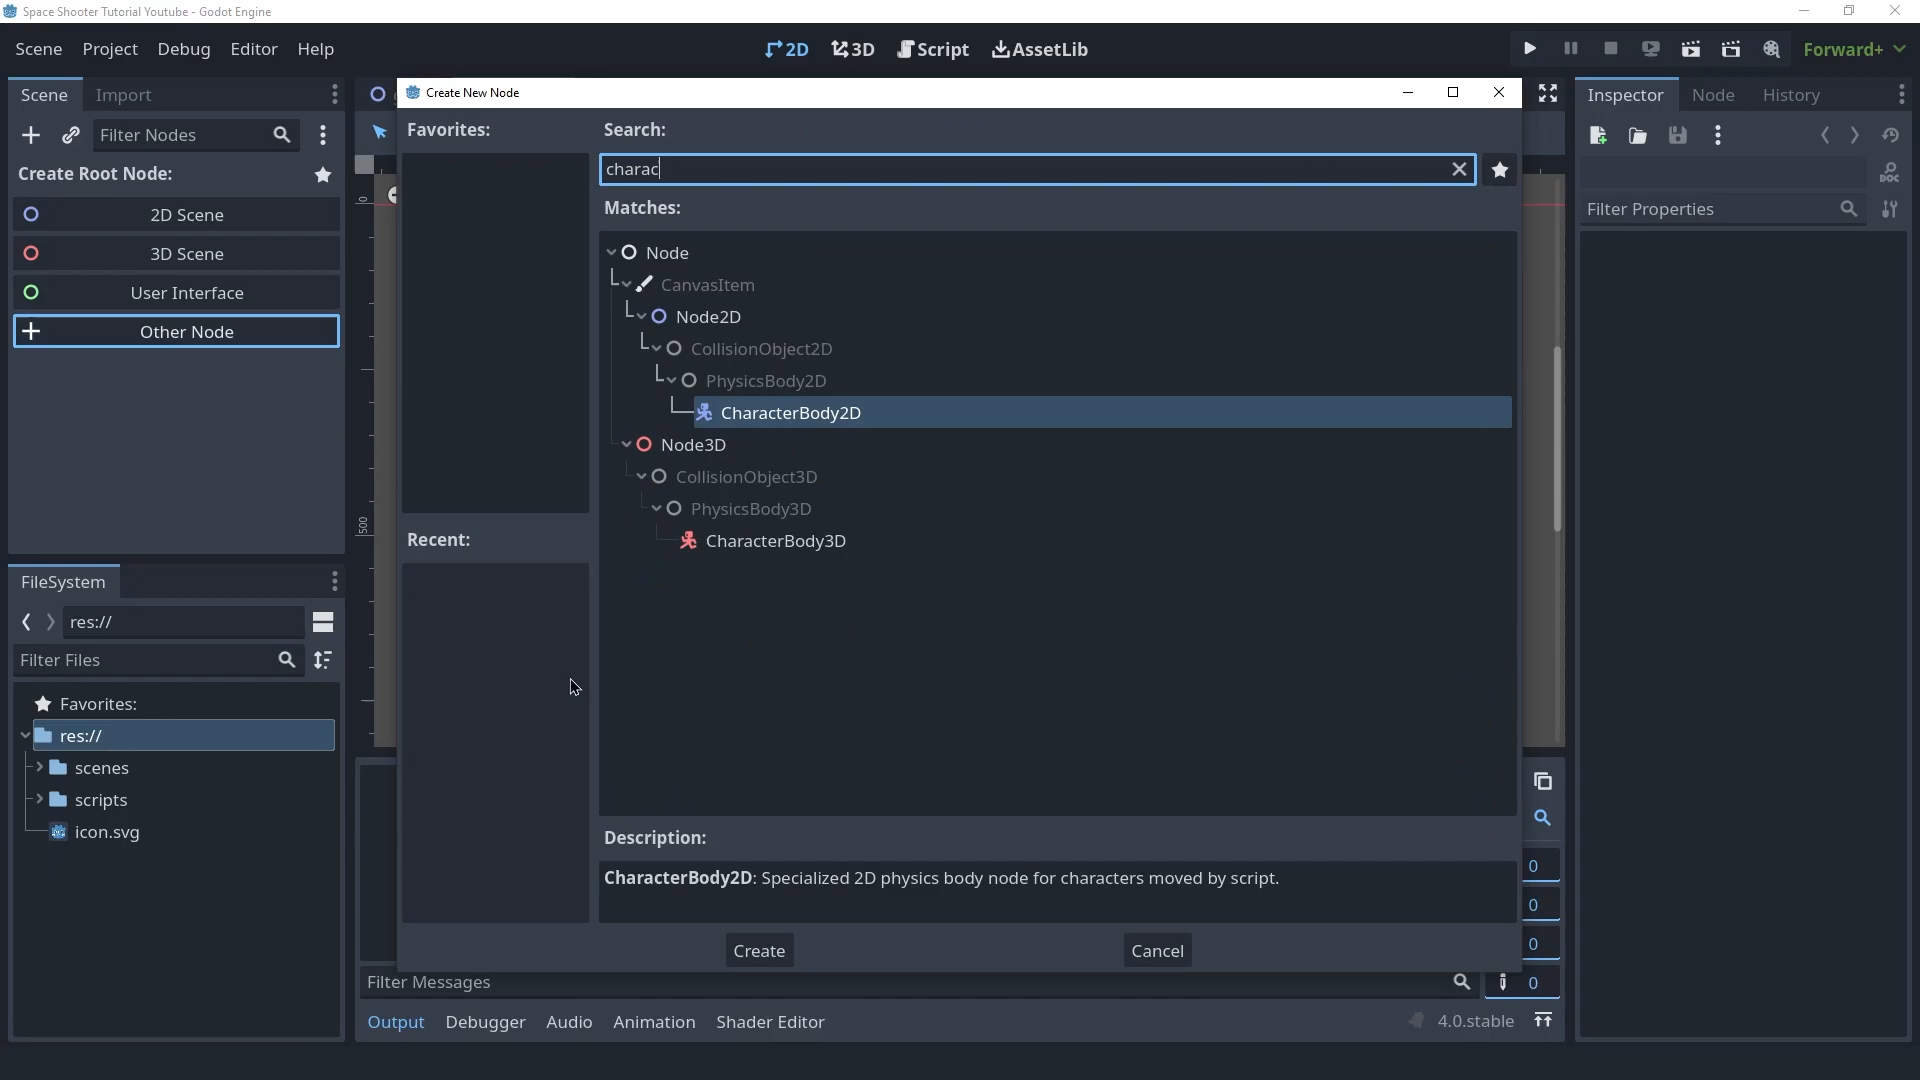 Space Shooter Tutorial Youtube - Godot Engine
Scene Project Debug Editor Help
2D 3D Script AssetLib
Forward+
Scene Import
Filter Nodes
Create Root Node:
2D Scene
3D Scene
User Interface
Other Node
FileSystem
res://
Filter Files
Favorites:
res://
scenes
scripts
icon.svg
0
500
Create New Node
Favorites:
Recent:
Search:
charac
Matches:
Node
CanvasItem
Node2D
CollisionObject2D
PhysicsBody2D
CharacterBody2D
Node3D
CollisionObject3D
PhysicsBody3D
CharacterBody3D
Description:
CharacterBody2D: Specialized 2D physics body node for characters moved by script.
Create Cancel
0
0
0
0
Filter Messages
Output Debugger Audio Animation Shader Editor
4.0.stable
Inspector Node History
DOC
Filter Properties